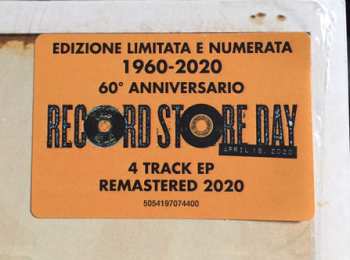 EDIZIONE LIMITATA E NUMERATA
1960-2020
60° ANNIVERSARIO
RECORD STORE DAY
APRIL 18, 2020
4 TRACK EP
REMASTERED 2020
5054197074400